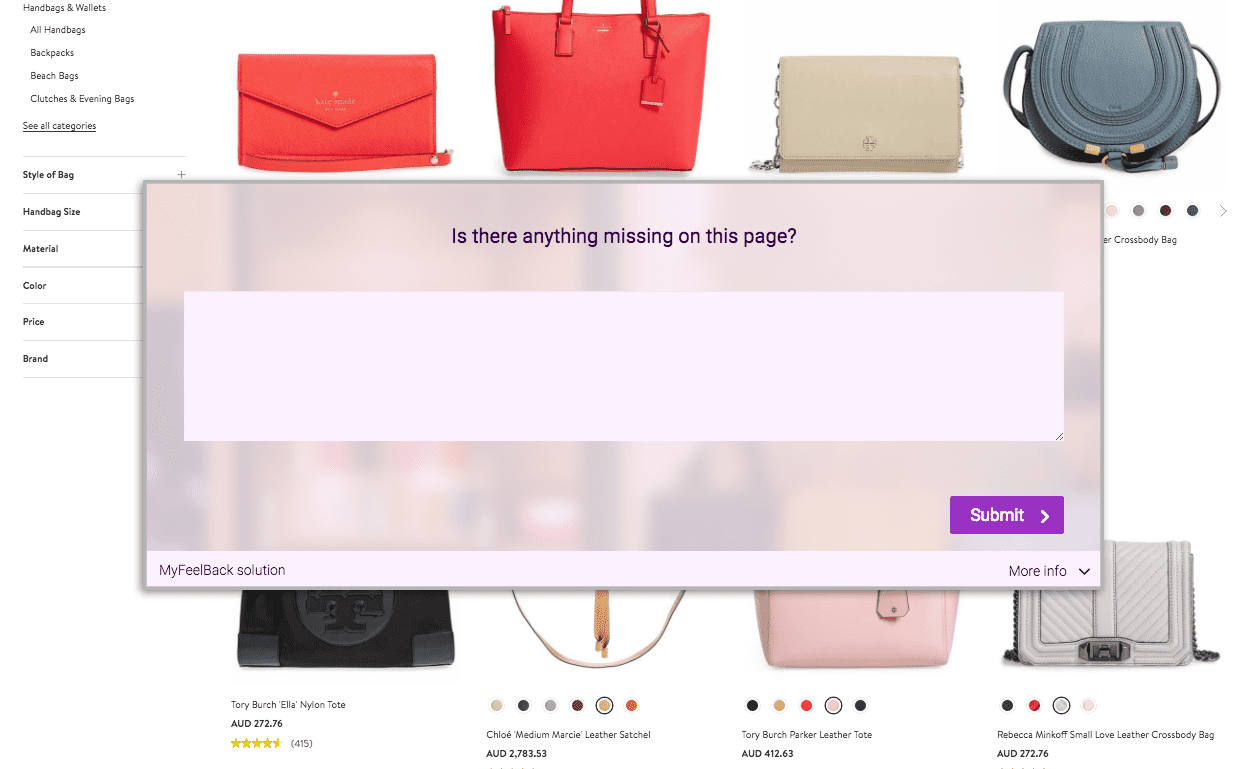 Handbags & Wallets
All Handbags
Backpacks
Beach Bags
Clutches & Evening Bags
See all categories
Style of Bag
Handbag Size
Material
Color
Price
Brand
kate spade
er Crossbody Bag
Is there anything missing on this page?
Submit
MyFeelBack solution
More info
Tory Burch 'Ella' Nylon Tote
AUD 272.76
(415)
Chloé 'Medium Marcie' Leather Satchel
AUD 2,783.53
Tory Burch Parker Leather Tote
AUD 412.63
Rebecca Minkoff Small Love Leather Crossbody Bag
AUD 272.76